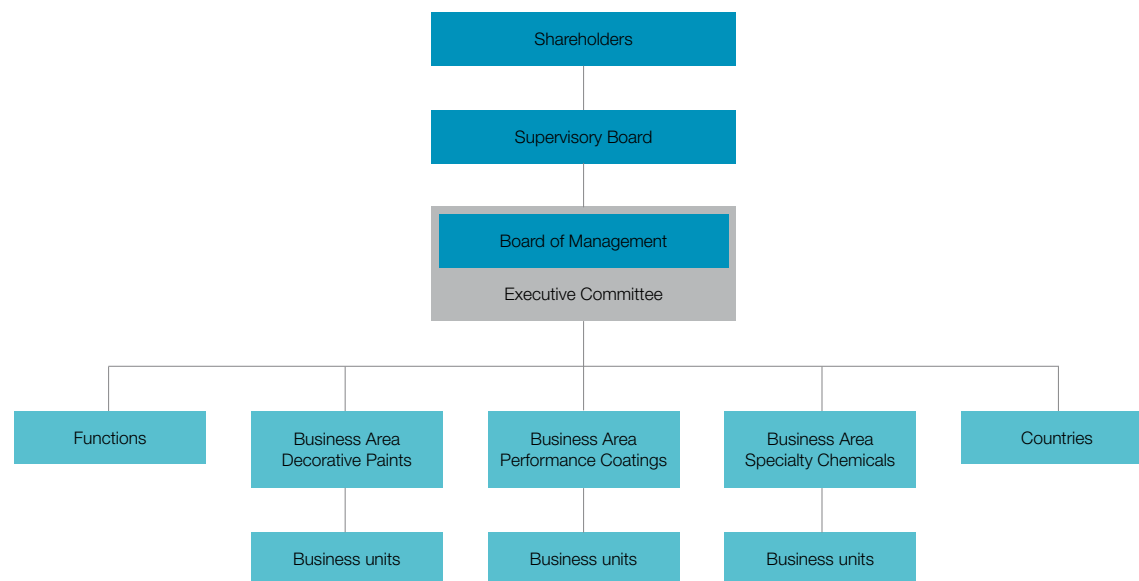 Shareholders
Supervisory Board
Board of Management
Executive Committee
Functions
Business Area
Decorative Paints
Business Area
Performance Coatings
Business Area
Specialty Chemicals
Countries
Business units
Business units
Business units